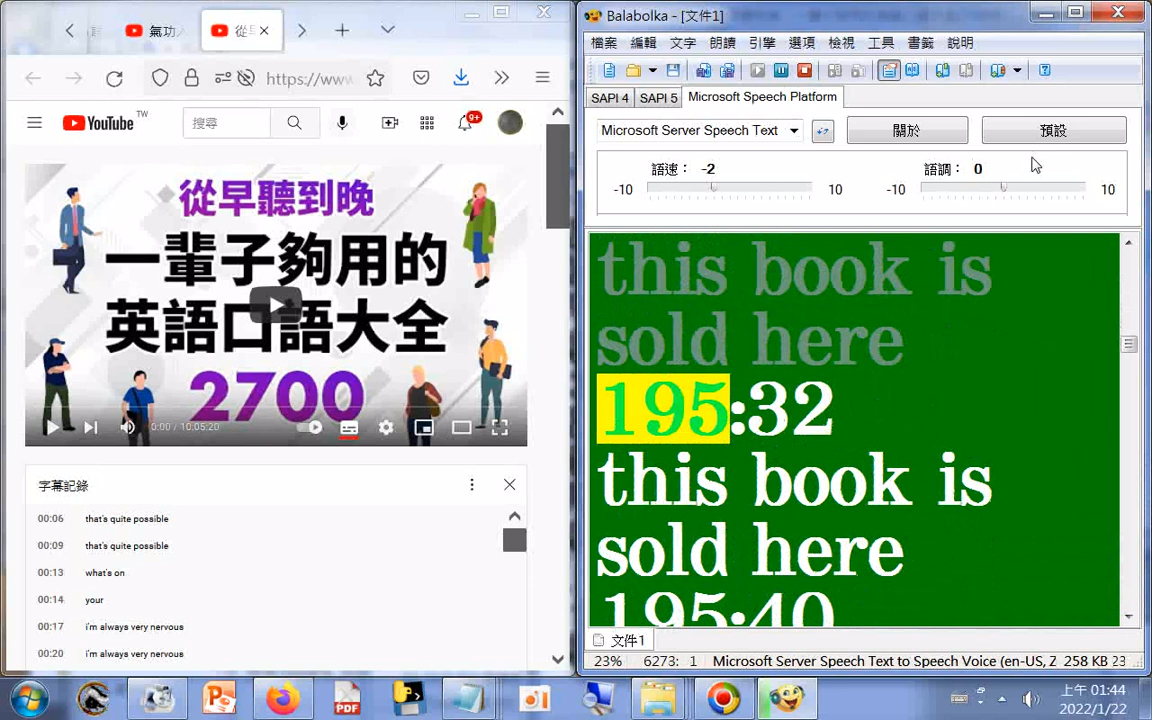 氣功
從
https://www
YouTube TW
搜尋
9+
從早聽到晚
一輩子夠用的
英語口語大全
2700
0:00 / 10:05:20
字幕記錄
00:06 that's quite possible
00:09 that's quite possible
00:13 what's on
00:14 your
00:17 i'm always very nervous
00:20 i'm always very nervous
Balabolka - [文件1]
檔案 編輯 文字 朗讀 引擎 選項 檢視 工具 書籤 說明
SAPI 4 SAPI 5 Microsoft Speech Platform
Microsoft Server Speech Text 關於 預設
語速： -2 語調： 0
-10 10 -10 10
this book is
sold here
195:32
this book is
sold here
195:40
文件1
23% 6273: 1 Microsoft Server Speech Text to Speech Voice (en-US, Z 258 KB 23
PDF
上午 01:44
2022/1/22